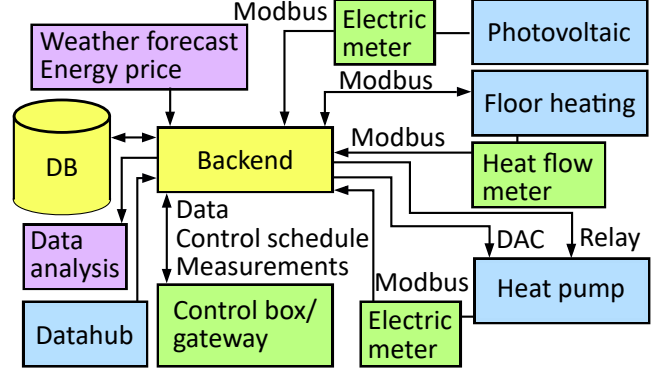 Modbus
Electric
meter
Photovoltaic
Weather forecast
Energy price
Modbus
Floor heating
DB
Backend
Modbus
Heat flow
meter
Data
Control schedule
Measurements
Data
analysis
DAC
Relay
Modbus
Heat pump
Datahub
Control box/
gateway
Electric
meter